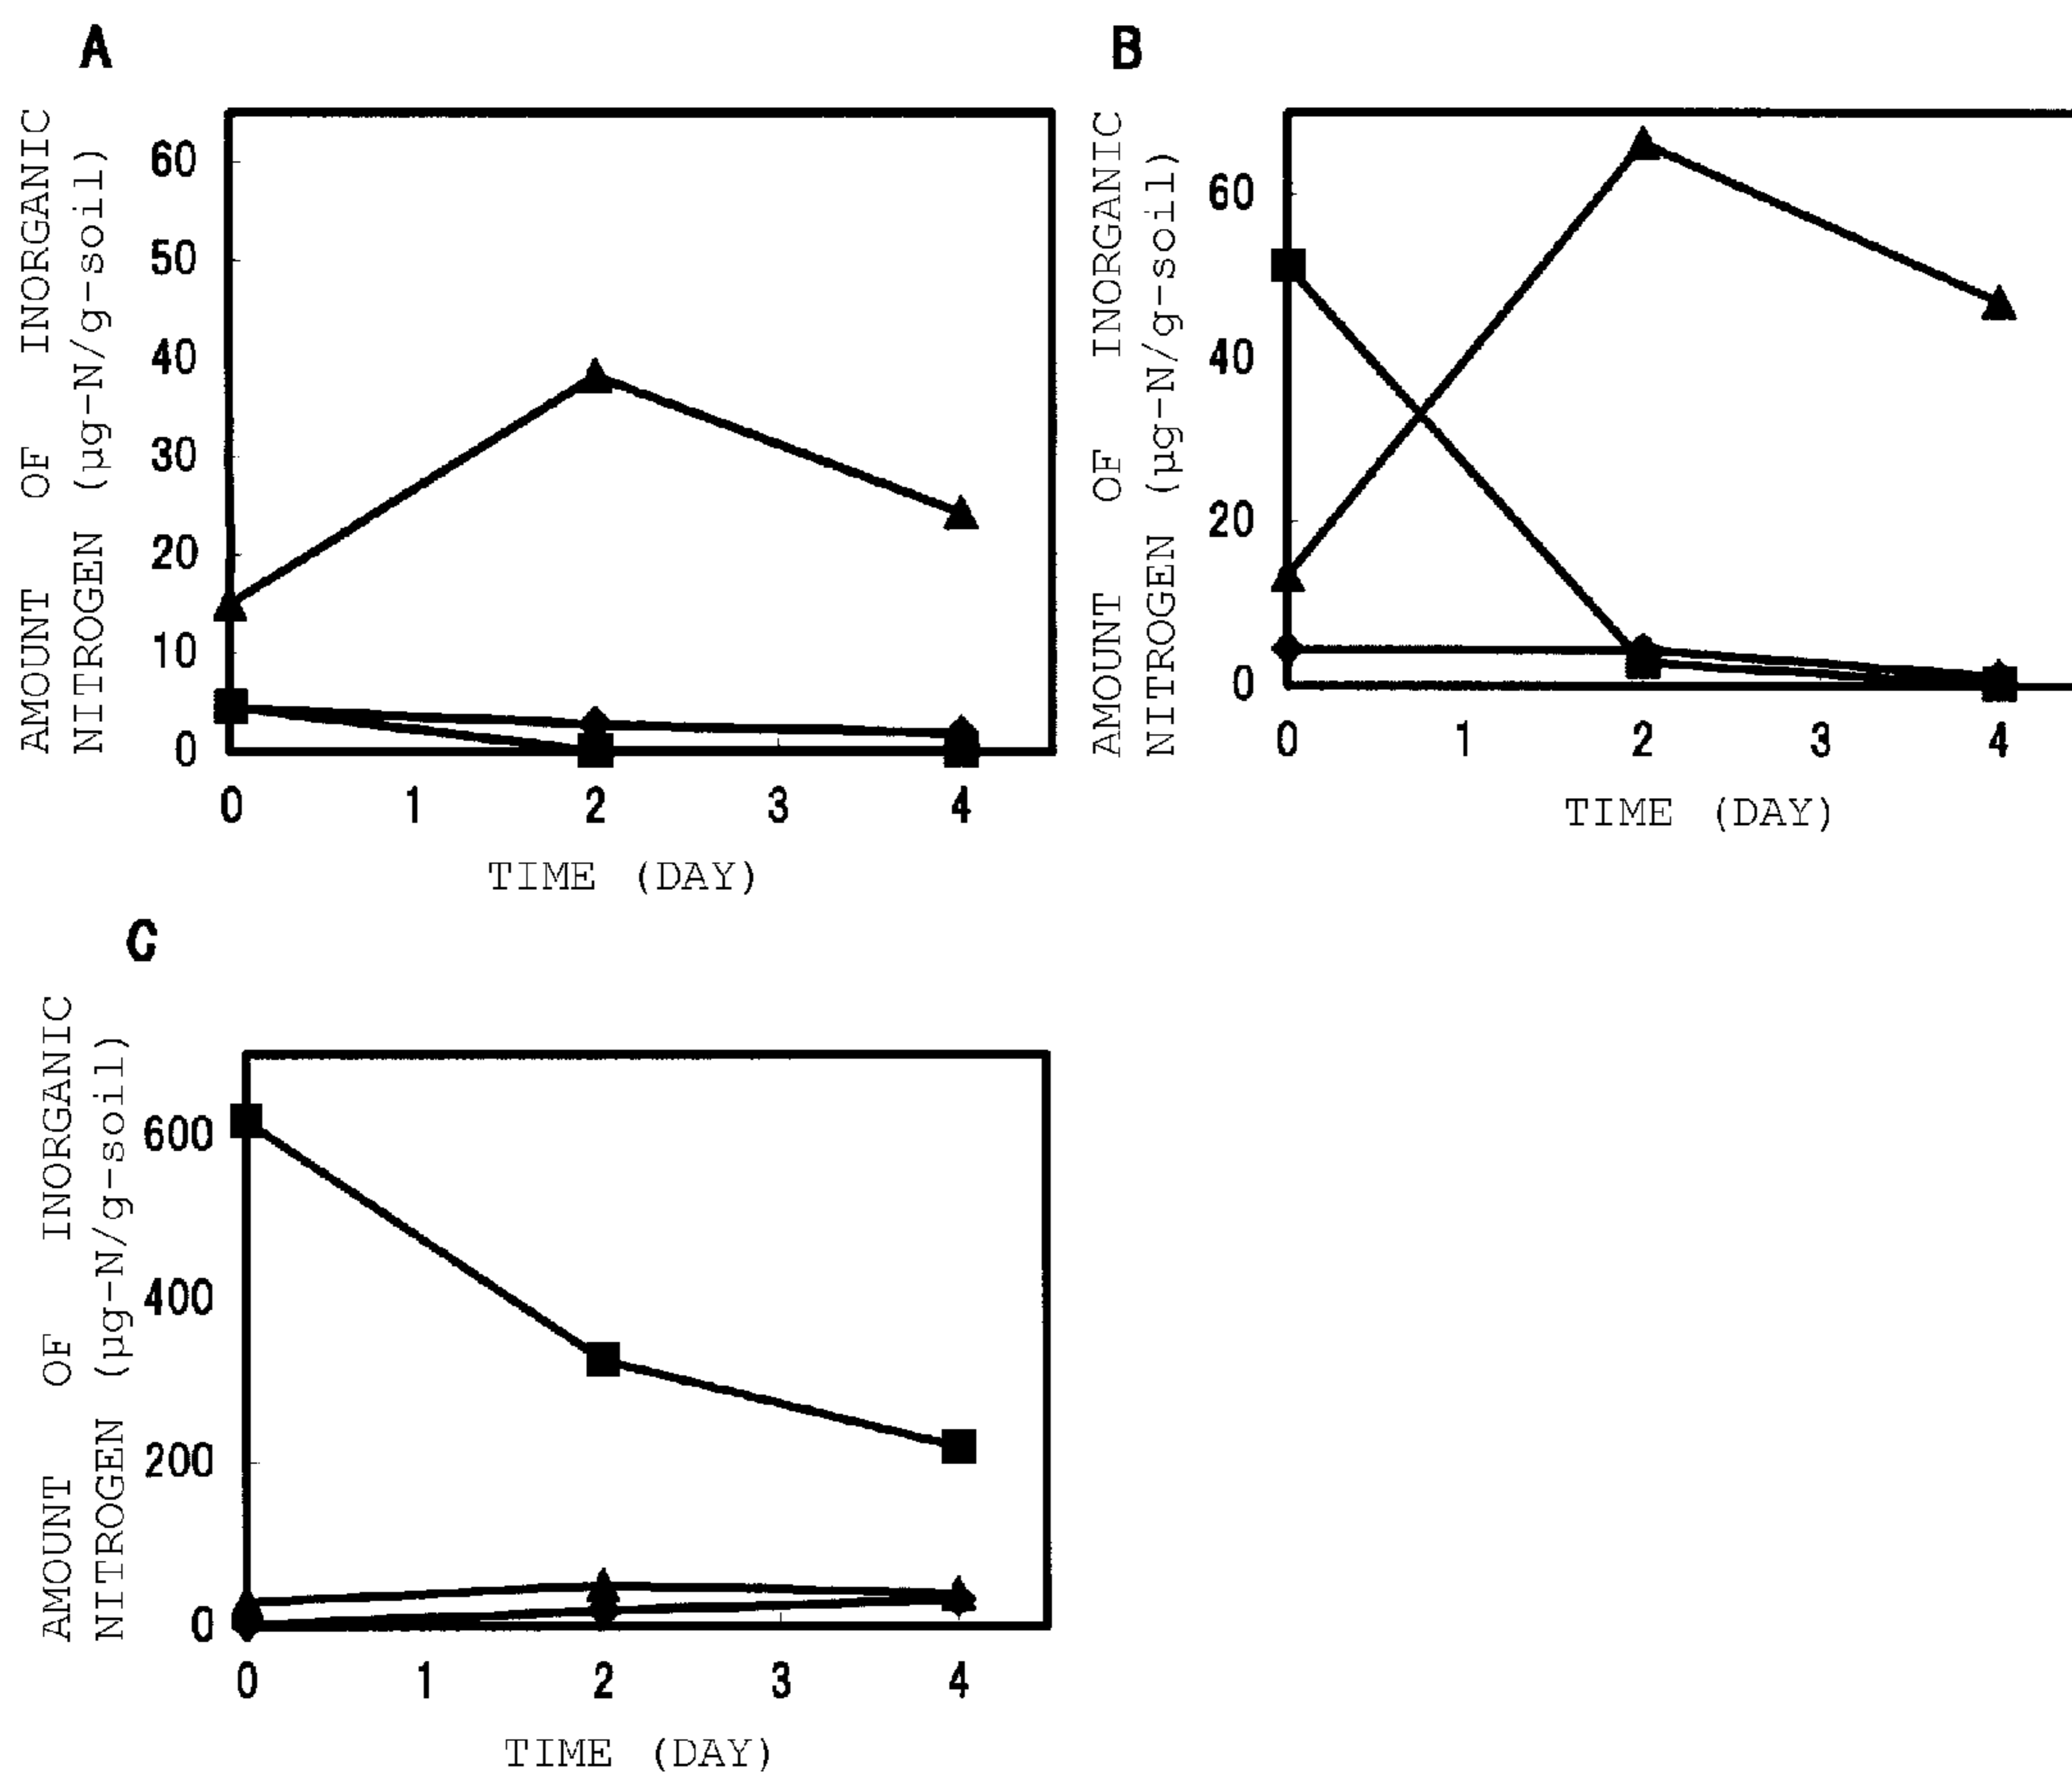 A
AMOUNT OF INORGANIC
NITROGEN (µg-N/g-soil)
60
50
40
30
20
10
0
0 1 2 3 4
TIME (DAY)
B
AMOUNT OF INORGANIC
NITROGEN (µg-N/g-soil)
60
40
20
0
0 1 2 3 4
TIME (DAY)
C
AMOUNT OF INORGANIC
NITROGEN (µg-N/g-soil)
600
400
200
0
0 1 2 3 4
TIME (DAY)